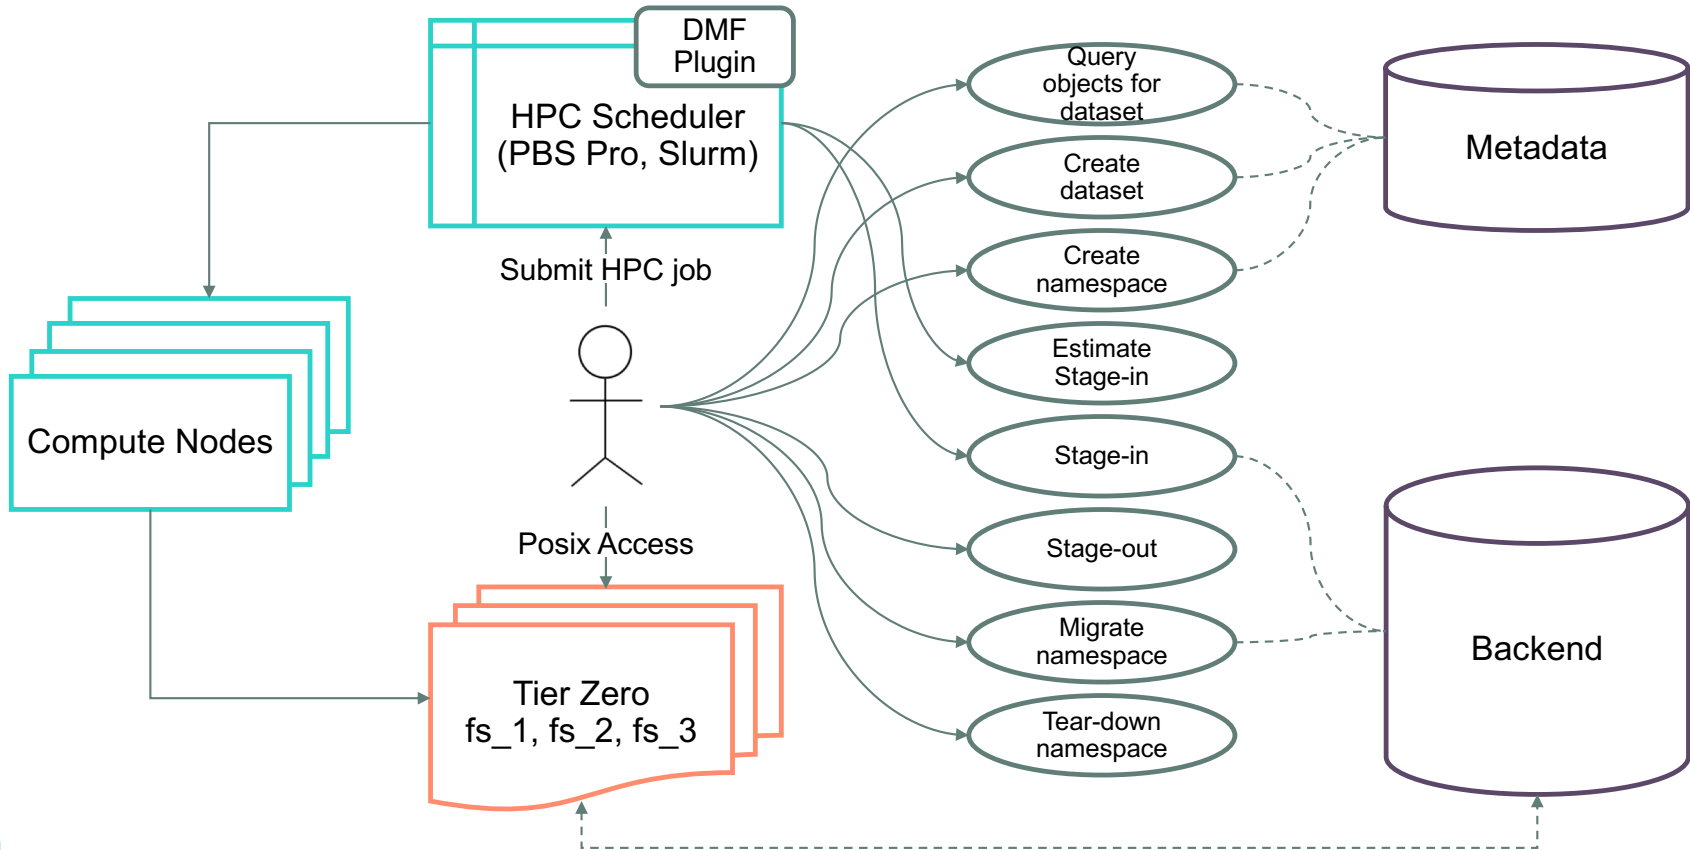 DMF
Plugin
HPC Scheduler
(PBS Pro, Slurm)
Submit HPC job
Compute Nodes
Posix Access
Tier Zero
fs_1, fs_2, fs_3
Query
objects for
dataset
Create
dataset
Create
namespace
Estimate
Stage-in
Stage-in
Stage-out
Migrate
namespace
Tear-down
namespace
Metadata
Backend